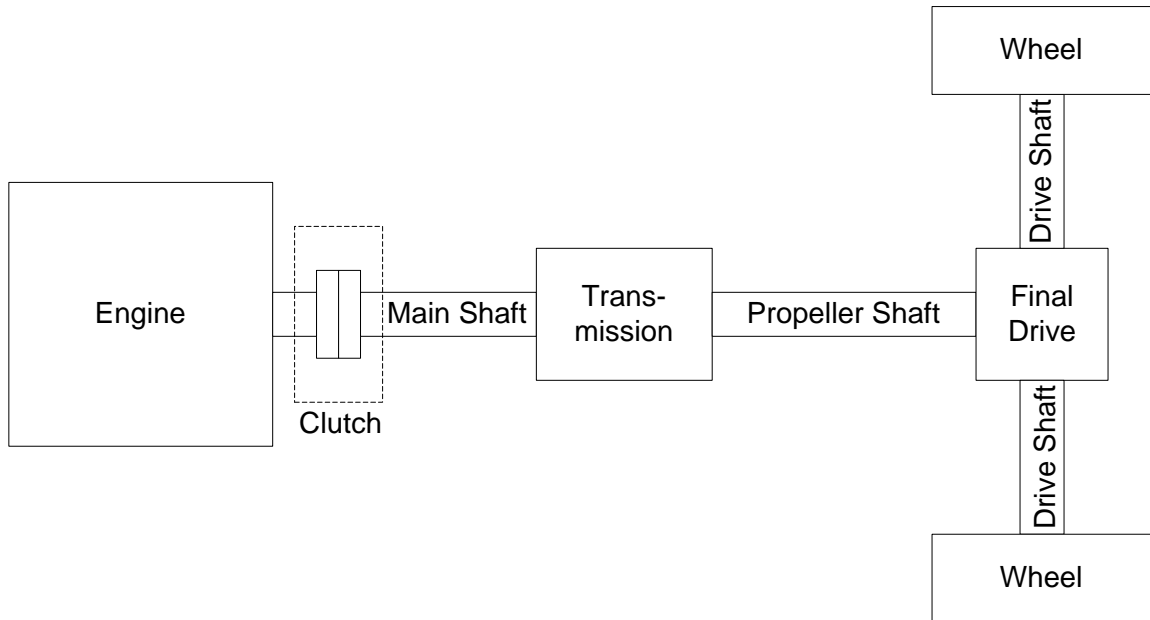 Wheel
Drive Shaft
Engine
Clutch
Main Shaft
Trans-
mission
Propeller Shaft
Final
Drive
Drive Shaft
Wheel